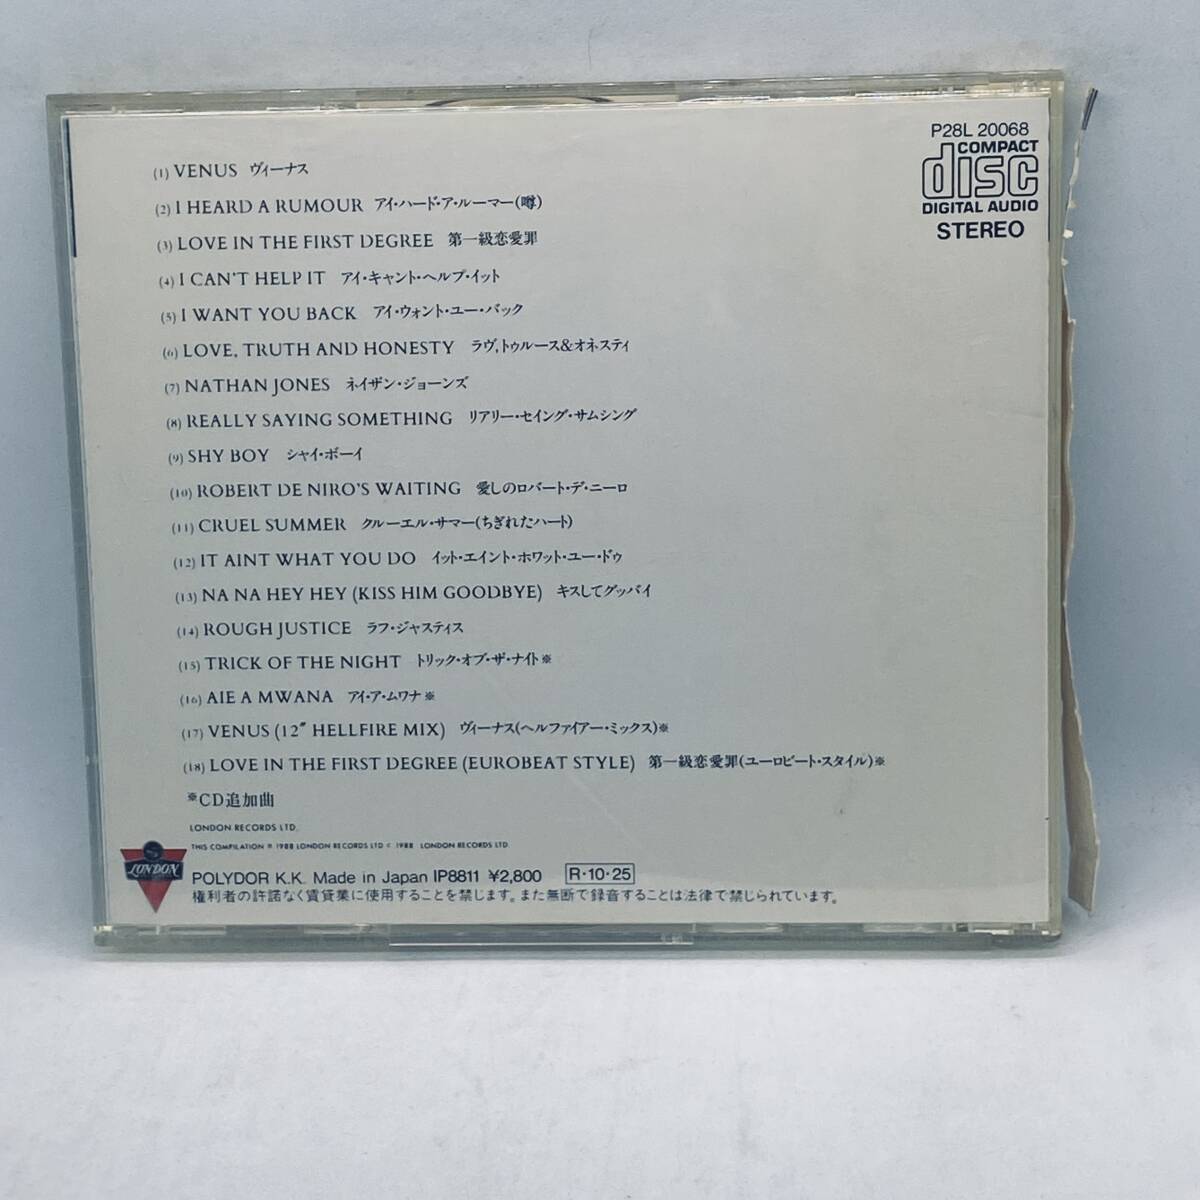 P28L 20068
COMPACT
disc
DIGITAL AUDIO
STEREO
(1) VENUS ヴィーナス
(2) I HEARD A RUMOUR アイ・ハード・ア・ルーマー(噂)
(3) LOVE IN THE FIRST DEGREE 第一級恋愛罪
(4) I CAN'T HELP IT アイ・キャント・ヘルプ・イット
(5) I WANT YOU BACK アイ・ウォント・ユー・バック
(6) LOVE, TRUTH AND HONESTY ラヴ,トゥルース&オネスティ
(7) NATHAN JONES ネイザン・ジョーンズ
(8) REALLY SAYING SOMETHING リアリー・セイング・サムシング
(9) SHY BOY シャイ・ボーイ
(10) ROBERT DE NIRO'S WAITING 愛しのロバート・デ・ニーロ
(11) CRUEL SUMMER クルーエル・サマー(ちぎれたハート)
(12) IT AINT WHAT YOU DO イット・エイント・ホワット・ユー・ドゥ
(13) NA NA HEY HEY (KISS HIM GOODBYE) キスしてグッバイ
(14) ROUGH JUSTICE ラフ・ジャスティス
(15) TRICK OF THE NIGHT トリック・オブ・ザ・ナイト※
(16) AIE A MWANA アイ・ア・ムワナ※
(17) VENUS (12″ HELLFIRE MIX) ヴィーナス(ヘルファイアー・ミックス)※
(18) LOVE IN THE FIRST DEGREE (EUROBEAT STYLE) 第一級恋愛罪(ユーロビート・スタイル)※
※CD追加曲
LONDON RECORDS LTD.
THIS COMPILATION ℗ 1988 LONDON RECORDS LTD © 1988 LONDON RECORDS LTD
LONDON
POLYDOR K.K. Made in Japan IP8811 ¥2,800 R・10・25
権利者の許諾なく賃貸業に使用することを禁じます。また無断で録音することは法律で禁じられています。